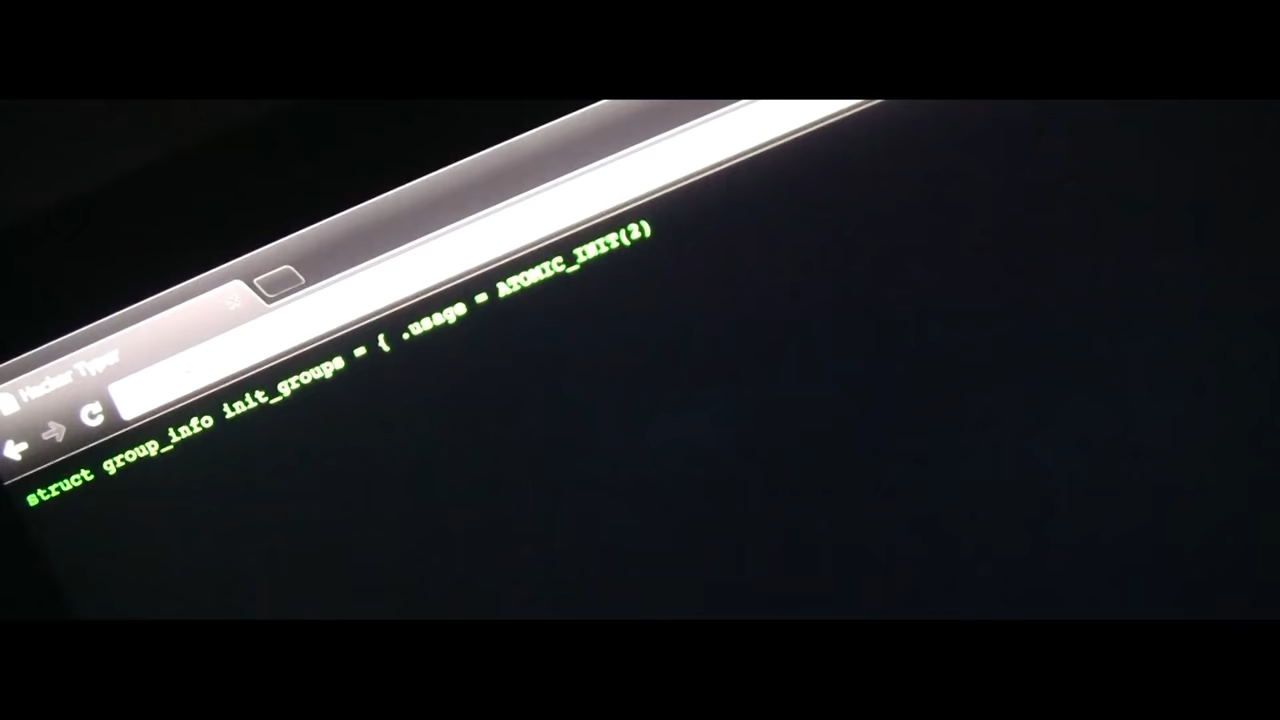 Hacker Typer
struct group_info init_groups = { .usage = ATOMIC_INIT(2)